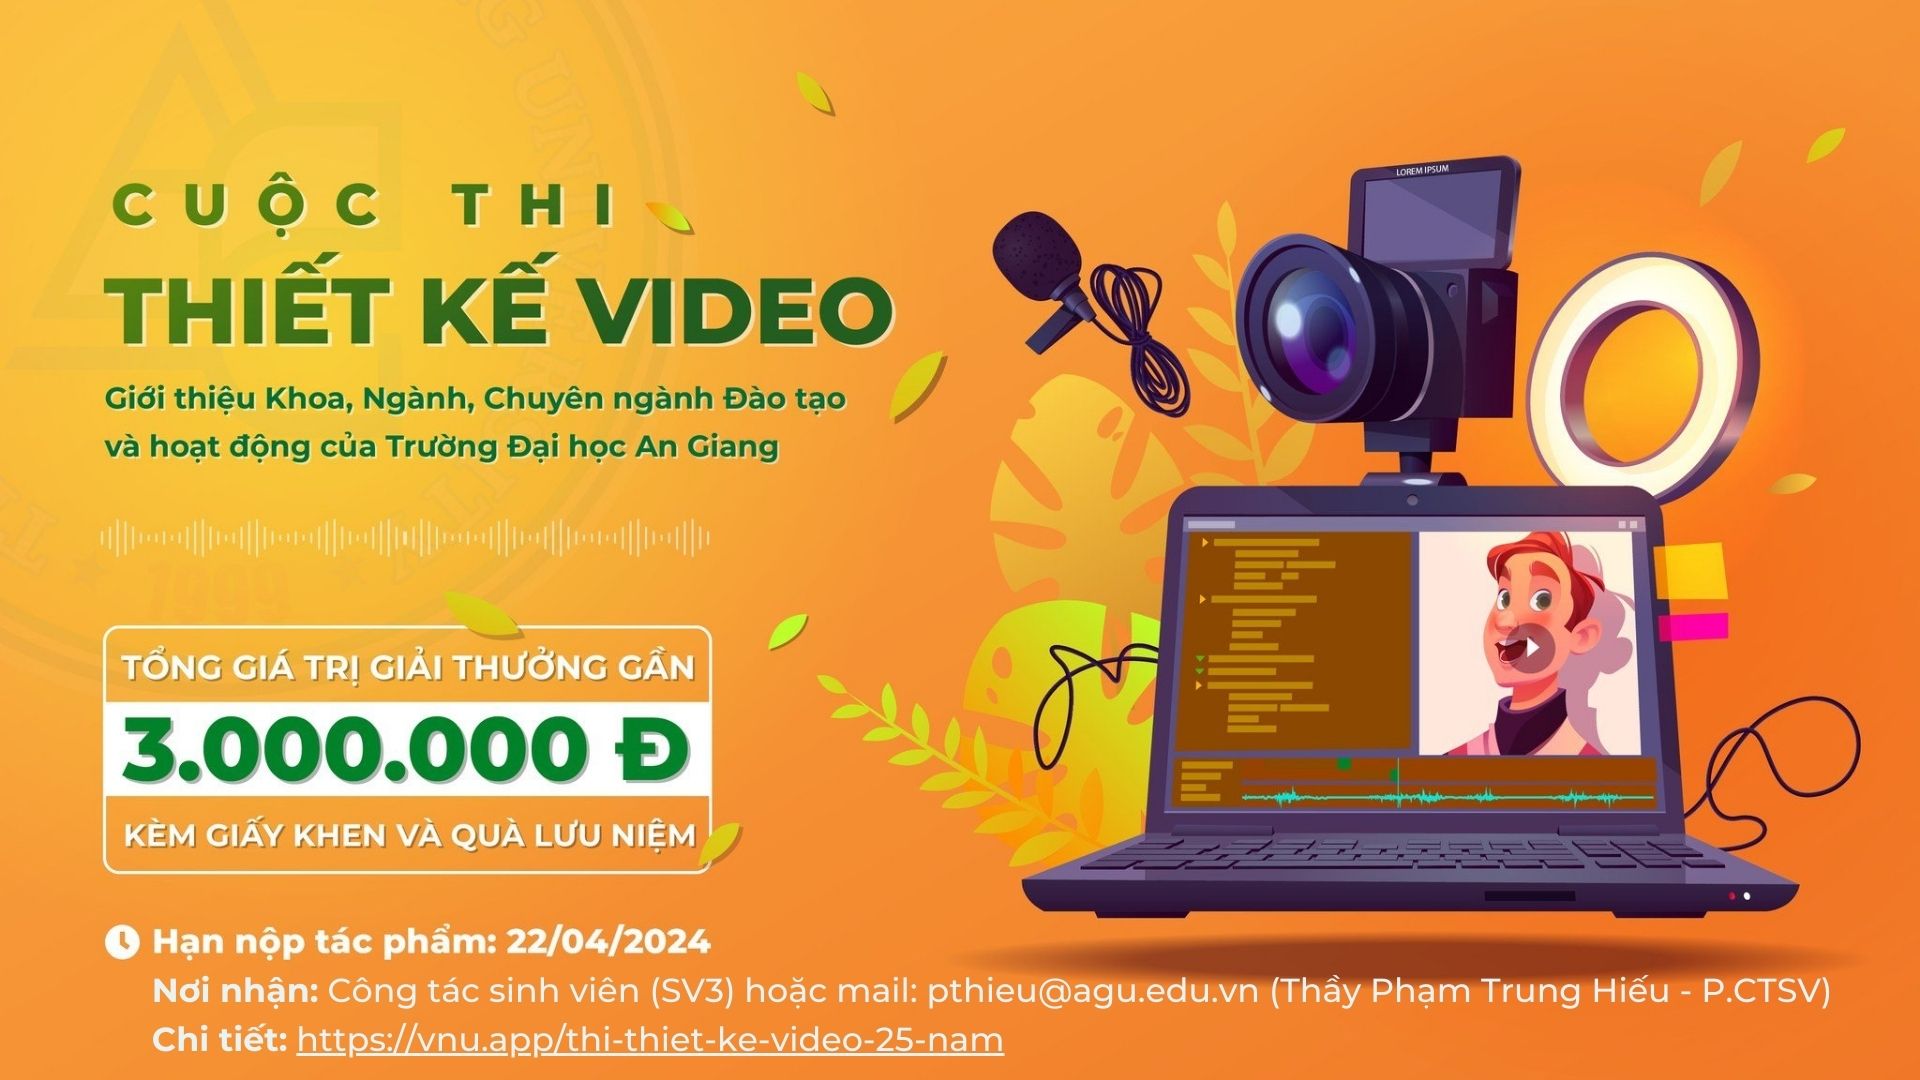 CUỘC THI
THIẾT KẾ VIDEO
Giới thiệu Khoa, Ngành, Chuyên ngành Đào tạo
và hoạt động của Trường Đại học An Giang
1999
TỔNG GIÁ TRỊ GIẢI THƯỞNG GẦN
3.000.000 Đ
KÈM GIẤY KHEN VÀ QUÀ LƯU NIỆM
Hạn nộp tác phẩm: 22/04/2024
Nơi nhận: Công tác sinh viên (SV3) hoặc mail: pthieu@agu.edu.vn (Thầy Phạm Trung Hiếu - P.CTSV)
Chi tiết: https://vnu.app/thi-thiet-ke-video-25-nam
LOREM IPSUM